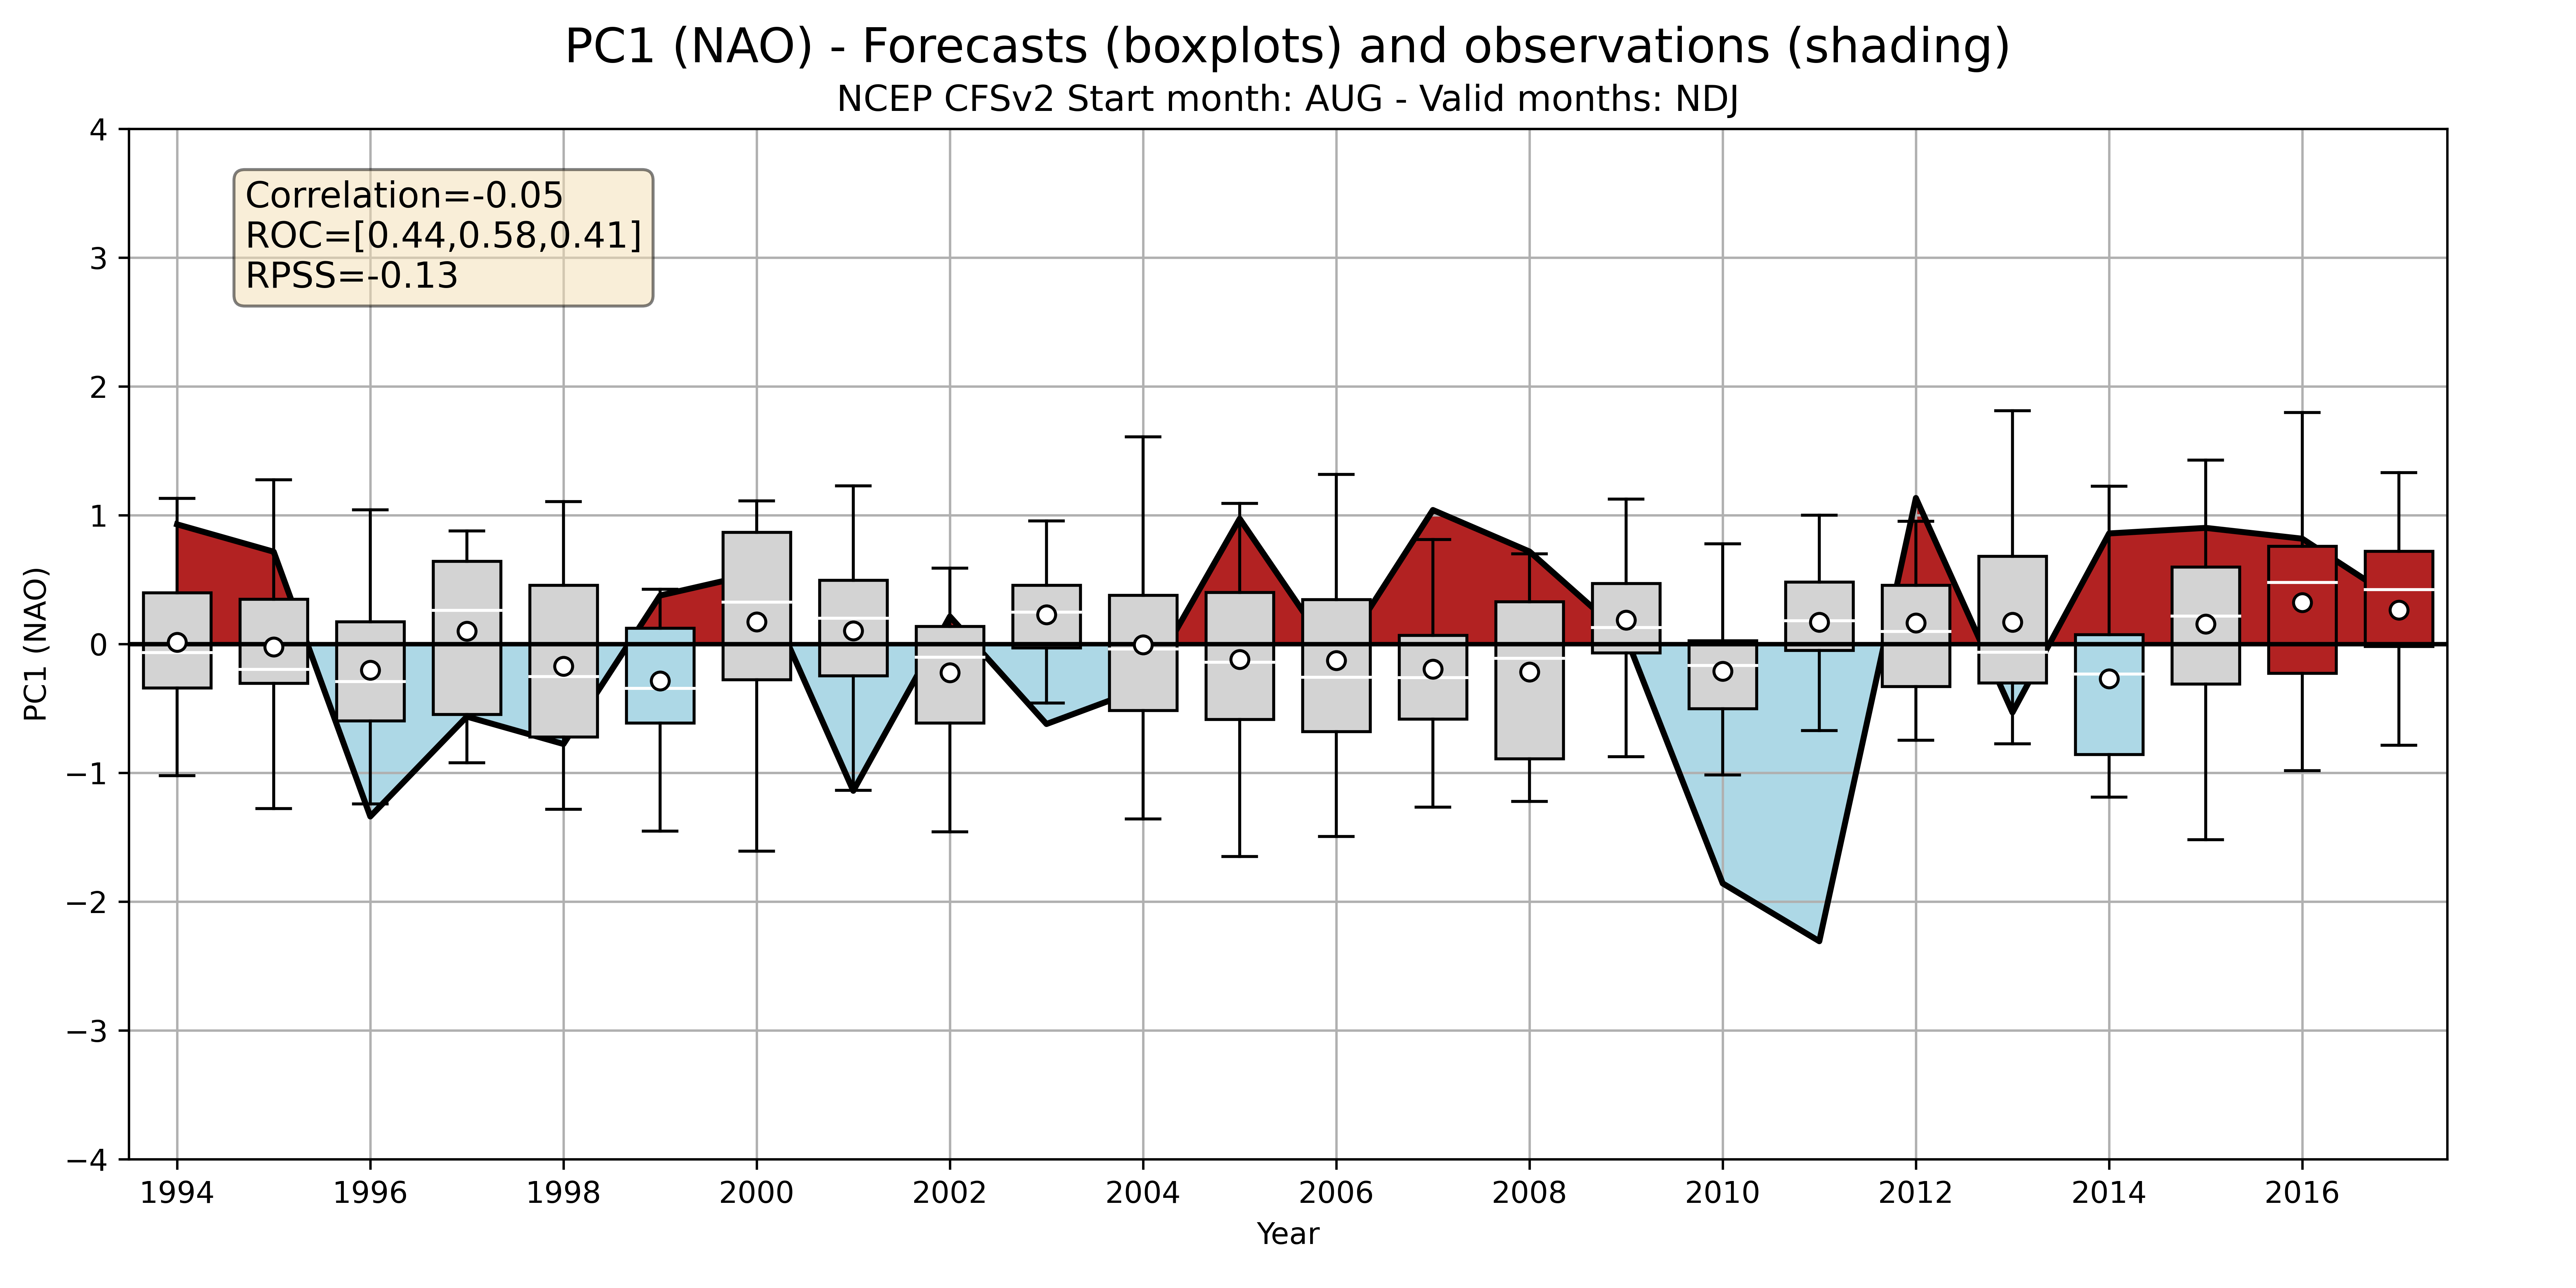 PC1 (NAO) - Forecasts (boxplots) and observations (shading)
NCEP CFSv2 Start month: AUG - Valid months: NDJ
Correlation=-0.05
ROC=[0.44,0.58,0.41]
RPSS=-0.13
PC1 (NAO)
4
3
2
1
0
−1
−2
−3
−4
1994 1996 1998 2000 2002 2004 2006 2008 2010 2012 2014 2016
Year